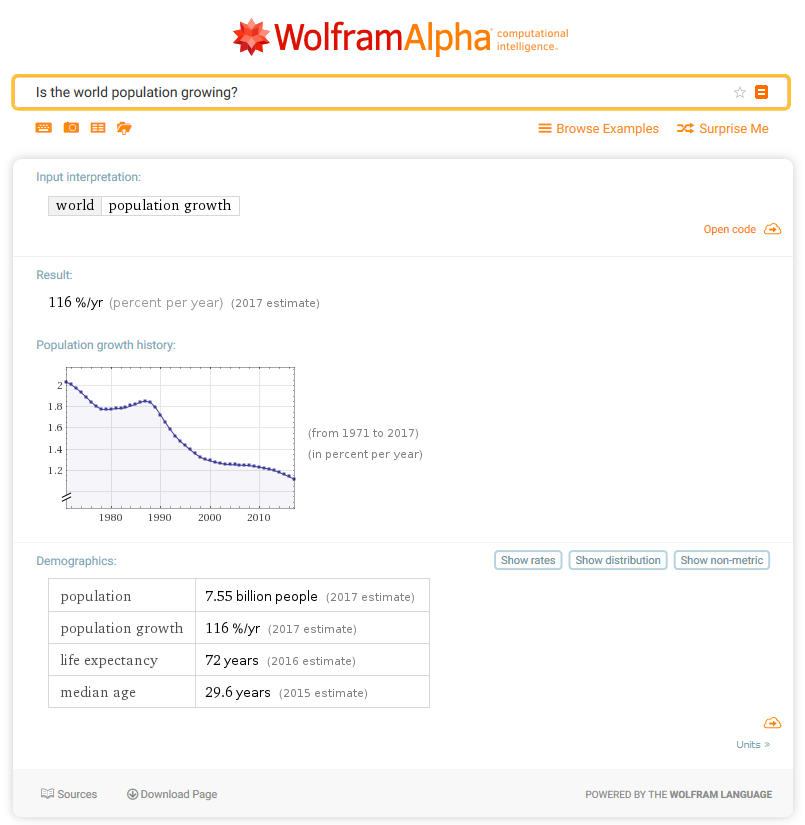 WolframAlpha computational intelligence.
Is the world population growing?
Browse Examples Surprise Me
Input interpretation:
world population growth
Open code
Result:
116 %/yr (percent per year) (2017 estimate)
Population growth history:
2
1.8
1.6
1.4
1.2
1980 1990 2000 2010
(from 1971 to 2017)
(in percent per year)
Demographics:
Show rates Show distribution Show non-metric
population 7.55 billion people (2017 estimate)
population growth 116 %/yr (2017 estimate)
life expectancy 72 years (2016 estimate)
median age 29.6 years (2015 estimate)
Units »
Sources Download Page POWERED BY THE WOLFRAM LANGUAGE